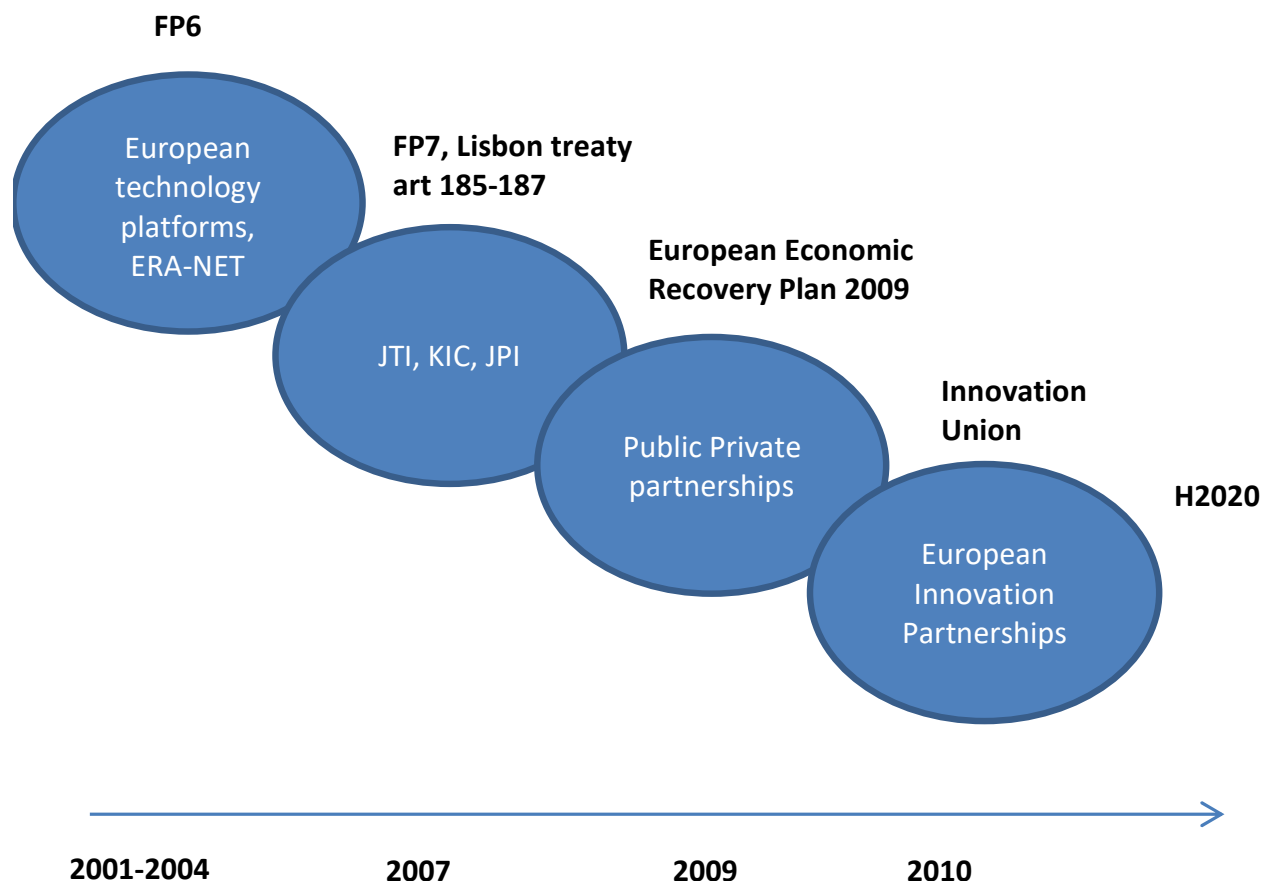 FP6
European
technology
platforms,
ERA-NET
FP7, Lisbon treaty
art 185-187
JTI, KIC, JPI
European Economic
Recovery Plan 2009
Public Private
partnerships
Innovation
Union
European
Innovation
Partnerships
H2020
2001-2004
2007
2009
2010